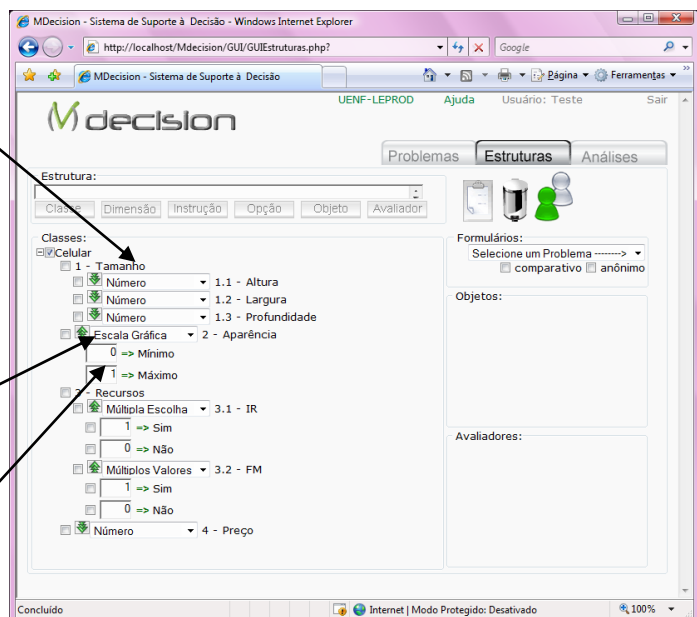 MDecision - Sistema de Suporte à Decisão - Windows Internet Explorer
http://localhost/Mdecision/GUI/GUIEstruturas.php?
Google
MDecision - Sistema de Suporte à Decisão
Página
Ferramentas
UENF-LEPROD Ajuda Usuário: Teste Sair
Mdecision
Problemas Estruturas Análises
Estrutura:
Classe Dimensão Instrução Opção Objeto Avaliador
Classes:
Celular
1 - Tamanho
Número 1.1 - Altura
Número 1.2 - Largura
Número 1.3 - Profundidade
Escala Gráfica 2 - Aparência
0 => Mínimo
1 => Máximo
3 - Recursos
Múltipla Escolha 3.1 - IR
1 => Sim
0 => Não
Múltiplos Valores 3.2 - FM
1 => Sim
0 => Não
Número 4 - Preço
Formulários:
Selecione um Problema -------->
comparativo anônimo
Objetos:
Avaliadores:
Concluído
Internet | Modo Protegido: Desativado
100%